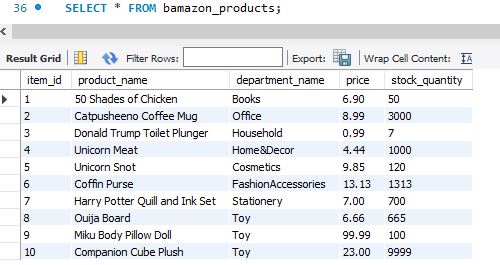 36 SELECT * FROM bamazon_products;
Result Grid Filter Rows: Export: Wrap Cell Content:
item_id product_name department_name price stock_quantity
1 50 Shades of Chicken Books 6.90 50
2 Catpusheeno Coffee Mug Office 8.99 3000
3 Donald Trump Toilet Plunger Household 0.99 7
4 Unicorn Meat Home&Decor 4.44 1000
5 Unicorn Snot Cosmetics 9.85 120
6 Coffin Purse FashionAccessories 13.13 1313
7 Harry Potter Quill and Ink Set Stationery 7.00 700
8 Ouija Board Toy 6.66 665
9 Miku Body Pillow Doll Toy 99.99 100
10 Companion Cube Plush Toy 23.00 9999